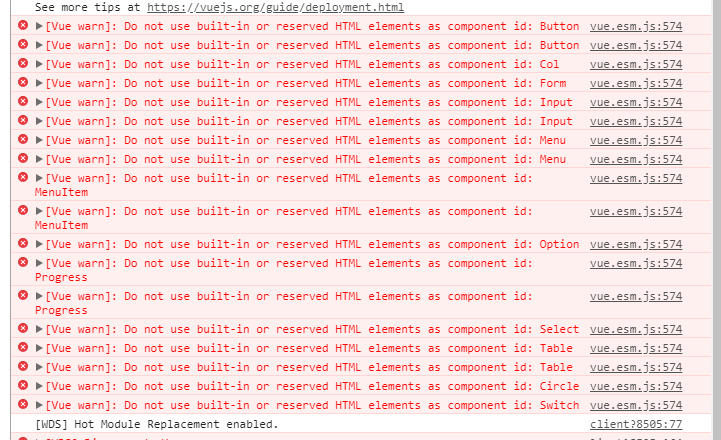 See more tips at https://vuejs.org/guide/deployment.html
[Vue warn]: Do not use built-in or reserved HTML elements as component id: Button vue.esm.js:574
[Vue warn]: Do not use built-in or reserved HTML elements as component id: Button vue.esm.js:574
[Vue warn]: Do not use built-in or reserved HTML elements as component id: Col vue.esm.js:574
[Vue warn]: Do not use built-in or reserved HTML elements as component id: Form vue.esm.js:574
[Vue warn]: Do not use built-in or reserved HTML elements as component id: Input vue.esm.js:574
[Vue warn]: Do not use built-in or reserved HTML elements as component id: Input vue.esm.js:574
[Vue warn]: Do not use built-in or reserved HTML elements as component id: Menu vue.esm.js:574
[Vue warn]: Do not use built-in or reserved HTML elements as component id: Menu vue.esm.js:574
[Vue warn]: Do not use built-in or reserved HTML elements as component id: vue.esm.js:574
MenuItem
[Vue warn]: Do not use built-in or reserved HTML elements as component id: vue.esm.js:574
MenuItem
[Vue warn]: Do not use built-in or reserved HTML elements as component id: Option vue.esm.js:574
[Vue warn]: Do not use built-in or reserved HTML elements as component id: vue.esm.js:574
Progress
[Vue warn]: Do not use built-in or reserved HTML elements as component id: vue.esm.js:574
Progress
[Vue warn]: Do not use built-in or reserved HTML elements as component id: Select vue.esm.js:574
[Vue warn]: Do not use built-in or reserved HTML elements as component id: Table vue.esm.js:574
[Vue warn]: Do not use built-in or reserved HTML elements as component id: Table vue.esm.js:574
[Vue warn]: Do not use built-in or reserved HTML elements as component id: Circle vue.esm.js:574
[Vue warn]: Do not use built-in or reserved HTML elements as component id: Switch vue.esm.js:574
[WDS] Hot Module Replacement enabled. client?8505:77